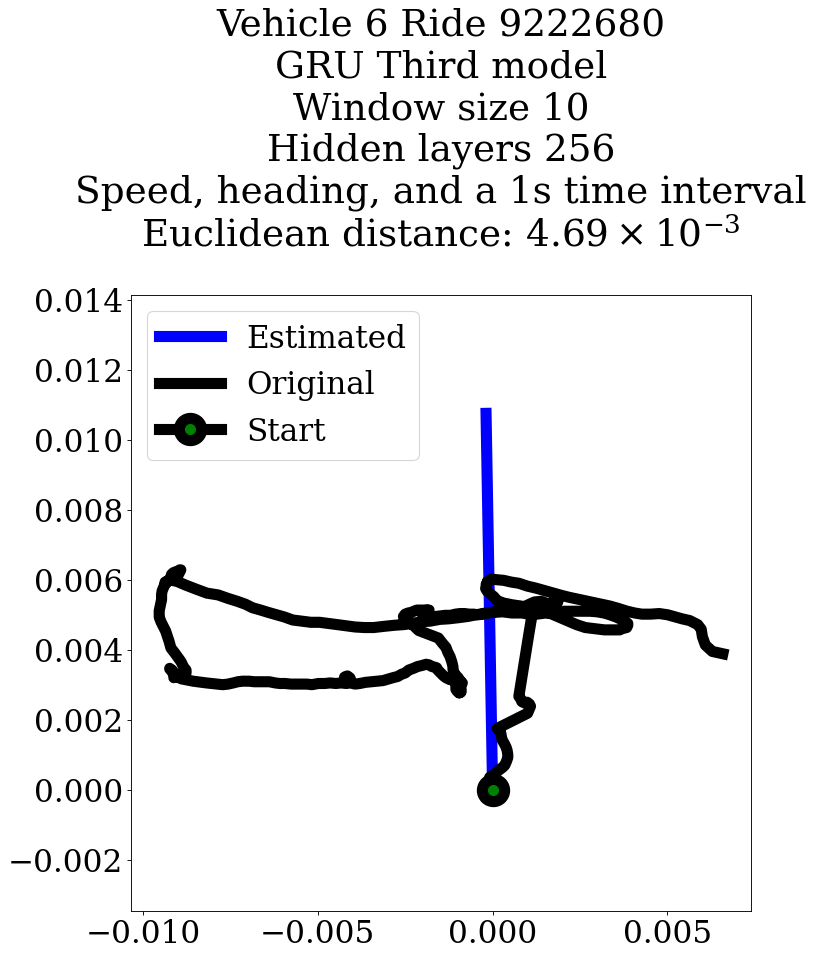 Vehicle 6 Ride 9222680
GRU Third model
Window size 10
Hidden layers 256
Speed, heading, and a 1s time interval
Euclidean distance: 4.69 × 10⁻³
0.014
0.012
0.010
0.008
0.006
0.004
0.002
0.000
−0.002
Estimated
Original
Start
−0.010 −0.005 0.000 0.005